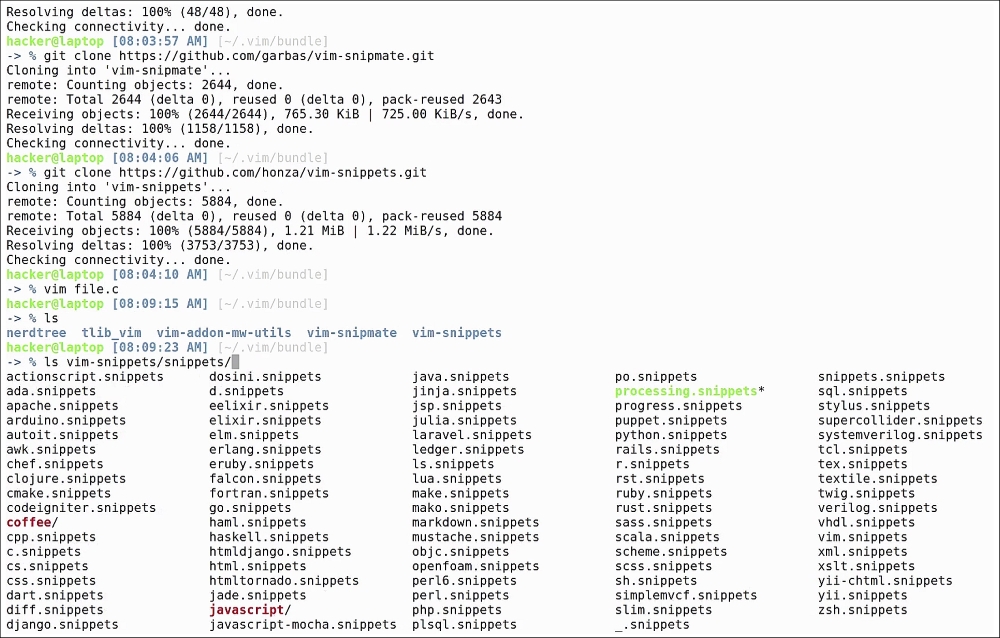 Resolving deltas: 100% (48/48), done.
Checking connectivity... done.
hacker@laptop [08:03:57 AM] [~/.vim/bundle]
-> % git clone https://github.com/garbas/vim-snipmate.git
Cloning into 'vim-snipmate'...
remote: Counting objects: 2644, done.
remote: Total 2644 (delta 0), reused 0 (delta 0), pack-reused 2643
Receiving objects: 100% (2644/2644), 765.30 KiB | 725.00 KiB/s, done.
Resolving deltas: 100% (1158/1158), done.
Checking connectivity... done.
hacker@laptop [08:04:06 AM] [~/.vim/bundle]
-> % git clone https://github.com/honza/vim-snippets.git
Cloning into 'vim-snippets'...
remote: Counting objects: 5884, done.
remote: Total 5884 (delta 0), reused 0 (delta 0), pack-reused 5884
Receiving objects: 100% (5884/5884), 1.21 MiB | 1.22 MiB/s, done.
Resolving deltas: 100% (3753/3753), done.
Checking connectivity... done.
hacker@laptop [08:04:10 AM] [~/.vim/bundle]
-> % vim file.c
hacker@laptop [08:09:15 AM] [~/.vim/bundle]
-> % ls
nerdtree  tlib_vim  vim-addon-mw-utils  vim-snipmate  vim-snippets
hacker@laptop [08:09:23 AM] [~/.vim/bundle]
-> % ls vim-snippets/snippets/
actionscript.snippets dosini.snippets java.snippets po.snippets snippets.snippets
ada.snippets d.snippets jinja.snippets processing.snippets* sql.snippets
apache.snippets eelixir.snippets jsp.snippets progress.snippets stylus.snippets
arduino.snippets elixir.snippets julia.snippets puppet.snippets supercollider.snippets
autoit.snippets elm.snippets laravel.snippets python.snippets systemverilog.snippets
awk.snippets erlang.snippets ledger.snippets rails.snippets tcl.snippets
chef.snippets eruby.snippets ls.snippets r.snippets tex.snippets
clojure.snippets falcon.snippets lua.snippets rst.snippets textile.snippets
cmake.snippets fortran.snippets make.snippets ruby.snippets twig.snippets
codeigniter.snippets go.snippets mako.snippets rust.snippets verilog.snippets
coffee/ haml.snippets markdown.snippets sass.snippets vhdl.snippets
cpp.snippets haskell.snippets mustache.snippets scala.snippets vim.snippets
c.snippets htmldjango.snippets objc.snippets scheme.snippets xml.snippets
cs.snippets html.snippets openfoam.snippets scss.snippets xslt.snippets
css.snippets htmltornado.snippets perl6.snippets sh.snippets yii-chtml.snippets
dart.snippets jade.snippets perl.snippets simplemvcf.snippets yii.snippets
diff.snippets javascript/ php.snippets slim.snippets zsh.snippets
django.snippets javascript-mocha.snippets plsql.snippets _.snippets